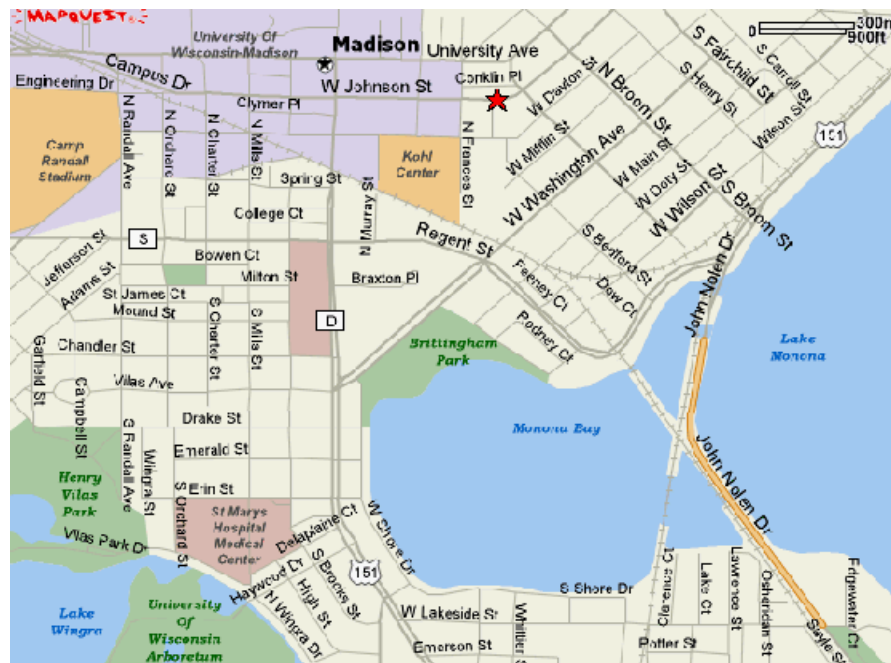 MAPQUEST
300m
0 900ft
University Of
Wisconsin-Madison
Madison
University Ave
Campus Dr
Engineering Dr
W Johnson St
Conklin Pl
Clymer Pl
S Fairchild St
S Carroll St
S Henry St
Wilson St
N Broom St
W Dayton St
W Mifflin St
W Washington Ave
W Main St
W Doty St
W Wilson St
S Broom St
151
Camp
Randall
Stadium
N Randall Ave
N Orchard St
N Charter St
N Mills St
Kohl
Center
N Frances St
Spring St
N Murray St
College Ct
S
Regent St
Jefferson St
Adams St
Bowen Ct
Milton St
Braxton Pl
S Bedford St
Feeney Ct
Dow Ct
Podney Ct
John Nolen Dr
St James Ct
Mound St
S Charter St
S Mills St
D
Chandler St
Garfield St
Brittingham
Park
Lake
Monona
Vilas Ave
Campbell St
Drake St
Monona Bay
S Randall Ave
Wingra St
Emerald St
John Nolen Dr
Henry
Vilas
Park
Erin St
S Orchard St
St Marys
Hospital
Medical
Center
Delaplaine Ct
W Shore Dr
Vilas Park Dr
Haywood Dr
S Brooks St
High St
N Wingra Dr
151
S Shore Dr
Lake
Wingra
University
Of
Wisconsin
Arboretum
W Lakeside St
Emerson St
Whittier St
Potter St
Lake Ct
Lawrence St
Osheridan St
Edgewater Ct
Sayle St